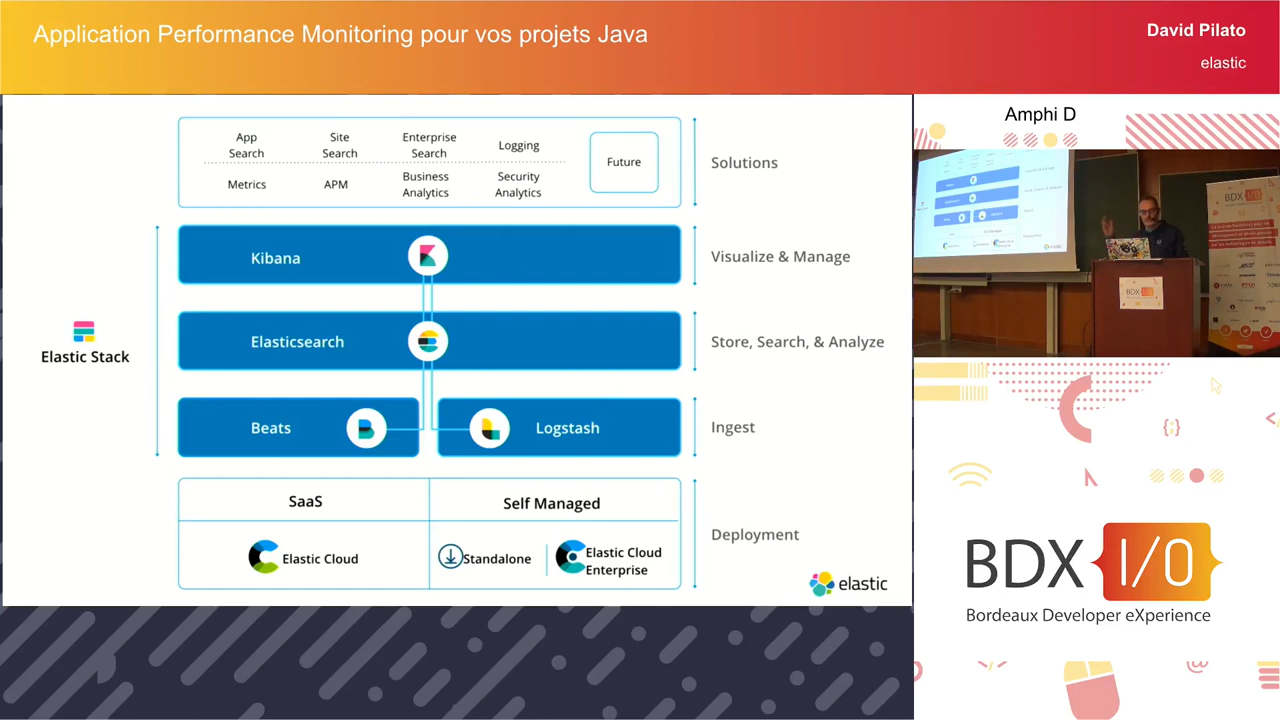 Application Performance Monitoring pour vos projets Java
David Pilato
elastic
Amphi D
App
Search
Site
Search
Enterprise
Search
Logging
Metrics
APM
Business
Analytics
Security
Analytics
Future
Solutions
Kibana
Visualize & Manage
Elastic Stack
Elasticsearch
Store, Search, & Analyze
Beats
Logstash
Ingest
SaaS
Self Managed
Elastic Cloud
Standalone
Elastic Cloud
Enterprise
Deployment
elastic
BDX I/O
BDX I/O
BDX I/O
Bordeaux Developer eXperience